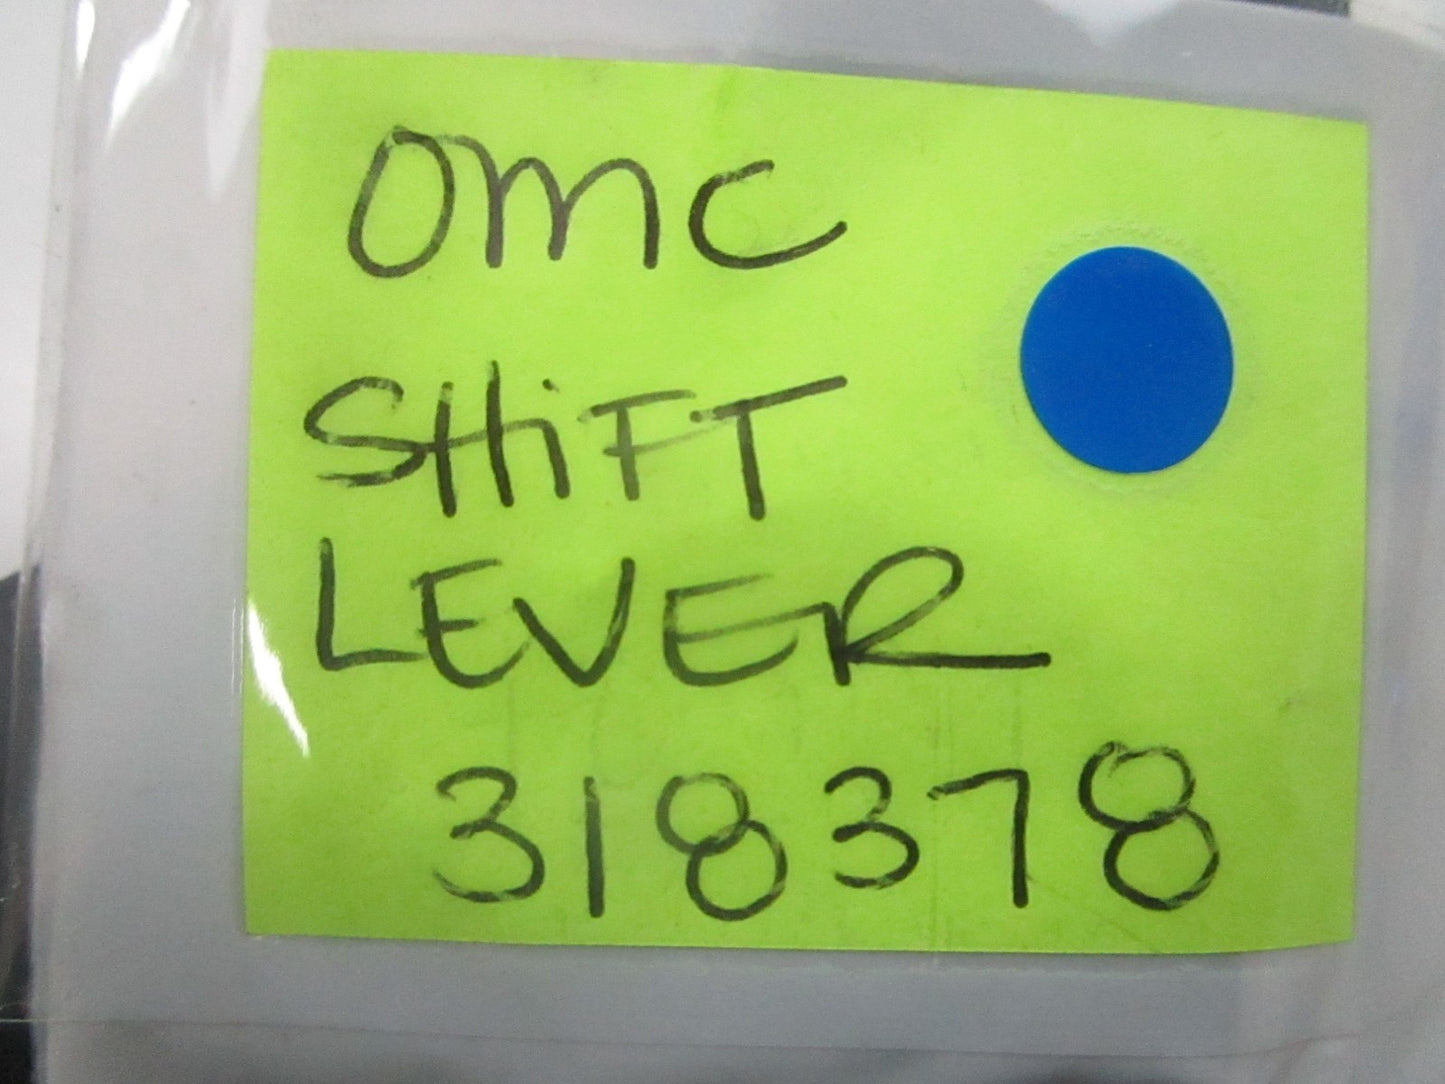 OMC
SHiFT
LEVER
318378